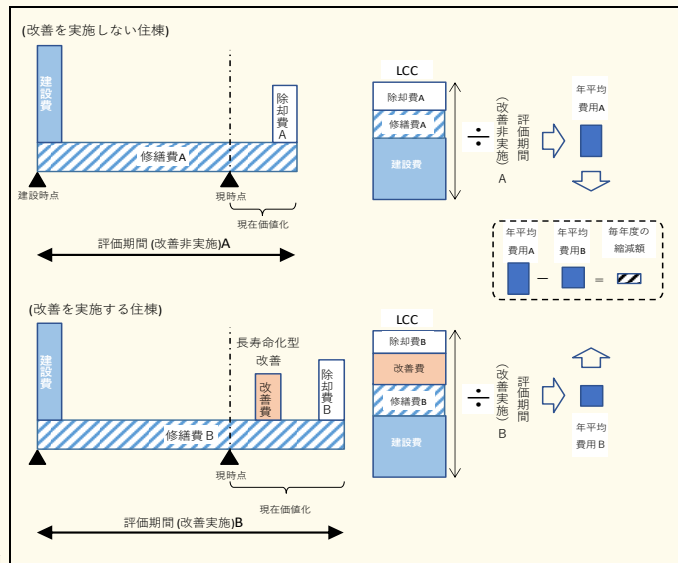 (改善を実施しない住棟)
建設費
除却費A
修繕費A
建設時点
現時点
現在価値化
評価期間(改善非実施)A
LCC
除却費A
修繕費A
建設費
÷
評価期間
(改善非実施)A
年平均
費用A
年平均
費用A
年平均
費用B
毎年度の
縮減額
− =
(改善を実施する住棟)
建設費
長寿命化型
改善
改善費
除却費B
修繕費B
現時点
現在価値化
評価期間(改善実施)B
LCC
除却費B
改善費
修繕費B
建設費
÷
評価期間
(改善実施)B
年平均
費用B